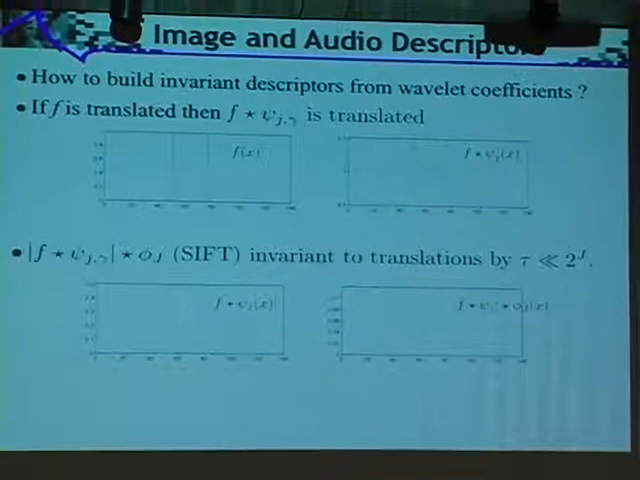 Image and Audio Descriptors
• How to build invariant descriptors from wavelet coefficients ?
• If f is translated then f ⋆ ψ_{j,γ} is translated
f(x)
f ⋆ ψ_j(x)
• |f ⋆ ψ_{j,γ}| ⋆ φ_J (SIFT) invariant to translations by τ ≪ 2^J.